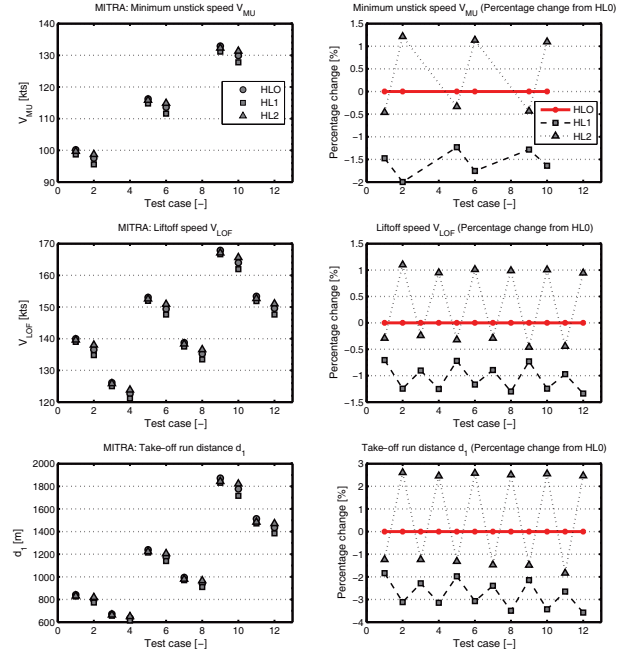 MITRA: Minimum unstick speed V_MU
V_MU [kts]
140
130
120
110
100
90
0 2 4 6 8 10 12
Test case [-]
HL0
HL1
HL2
Minimum unstick speed V_MU (Percentage change from HL0)
Percentage change [%]
1.5
1
0.5
0
−0.5
−1
−1.5
−2
2 4 6 8 10 12
Test case [-]
HL0
HL1
HL2
MITRA: Liftoff speed V_LOF
V_LOF [kts]
170
160
150
140
130
120
0 2 4 6 8 10 12
Test case [-]
Liftoff speed V_LOF (Percentage change from HL0)
Percentage change [%]
1.5
1
0.5
0
−0.5
−1
−1.5
2 4 6 8 10 12
Test case [-]
MITRA: Take−off run distance d_1
d_1 [m]
2000
1800
1600
1400
1200
1000
800
600
0 2 4 6 8 10 12
Test case [-]
Take−off run distance d_1 (Percentage change from HL0)
Percentage change [%]
3
2
1
0
−1
−2
−3
−4
2 4 6 8 10 12
Test case [-]